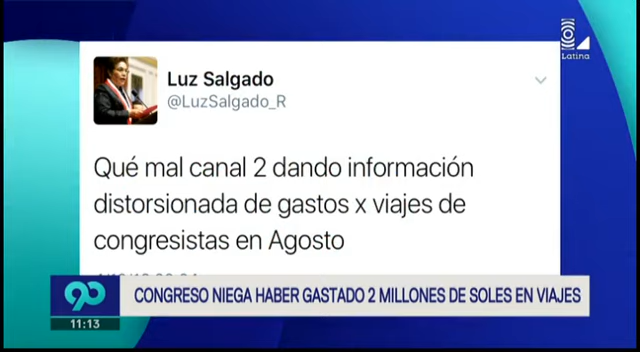 Latina
Luz Salgado
@LuzSalgado_R
Qué mal canal 2 dando información
distorsionada de gastos x viajes de
congresistas en Agosto
90
CONGRESO NIEGA HABER GASTADO 2 MILLONES DE SOLES EN VIAJES
11:13